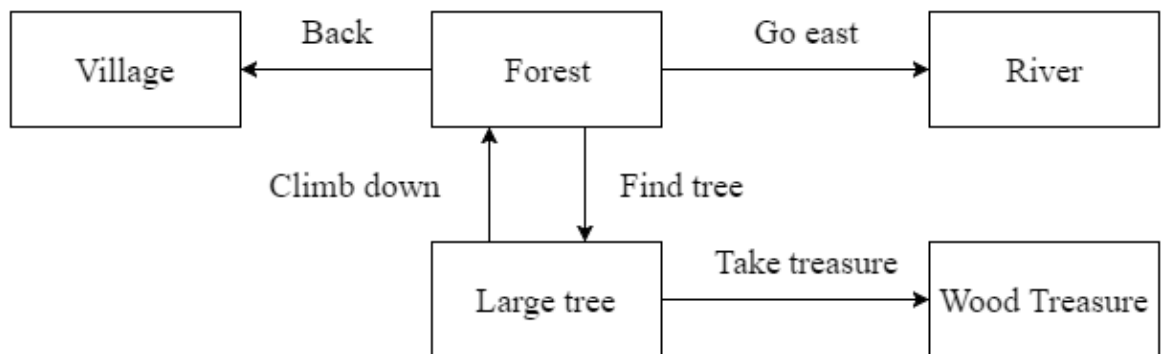 Back
Go east
Village
Forest
River
Climb down
Find tree
Take treasure
Large tree
Wood Treasure